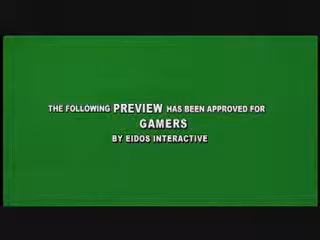 THE FOLLOWING PREVIEW HAS BEEN APPROVED FOR
GAMERS
BY EIDOS INTERACTIVE